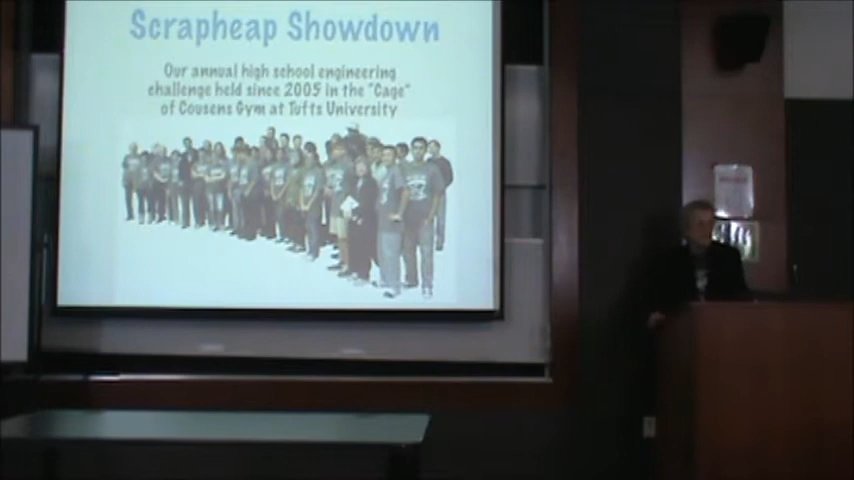 Scrapheap Showdown
Our annual high school engineering
challenge held since 2005 in the "Cage"
of Cousens Gym at Tufts University